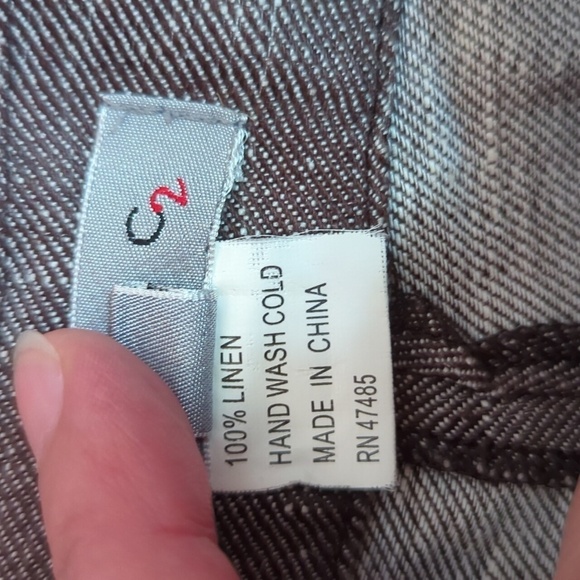 C2
100% LINEN
HAND WASH COLD
MADE IN CHINA
RN 47485